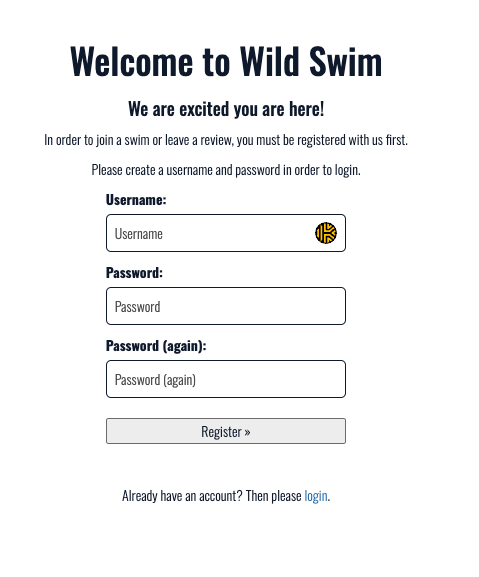 Welcome to Wild Swim
We are excited you are here!
In order to join a swim or leave a review, you must be registered with us first.
Please create a username and password in order to login.
Username:
Username
Password:
Password
Password (again):
Password (again)
Register »
Already have an account? Then please login.